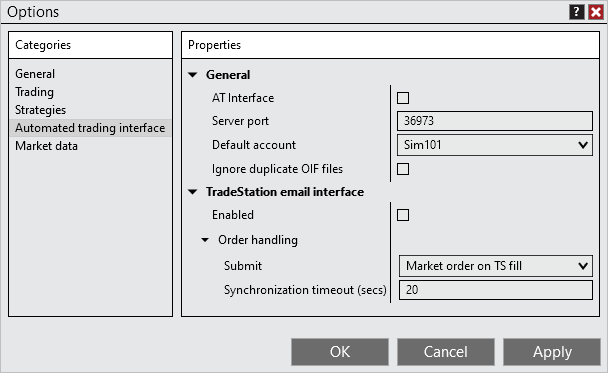 Options
?
Categories
General
Trading
Strategies
Automated trading interface
Market data
Properties
General
AT Interface
Server port 36973
Default account Sim101
Ignore duplicate OIF files
TradeStation email interface
Enabled
Order handling
Submit Market order on TS fill
Synchronization timeout (secs) 20
OK Cancel Apply